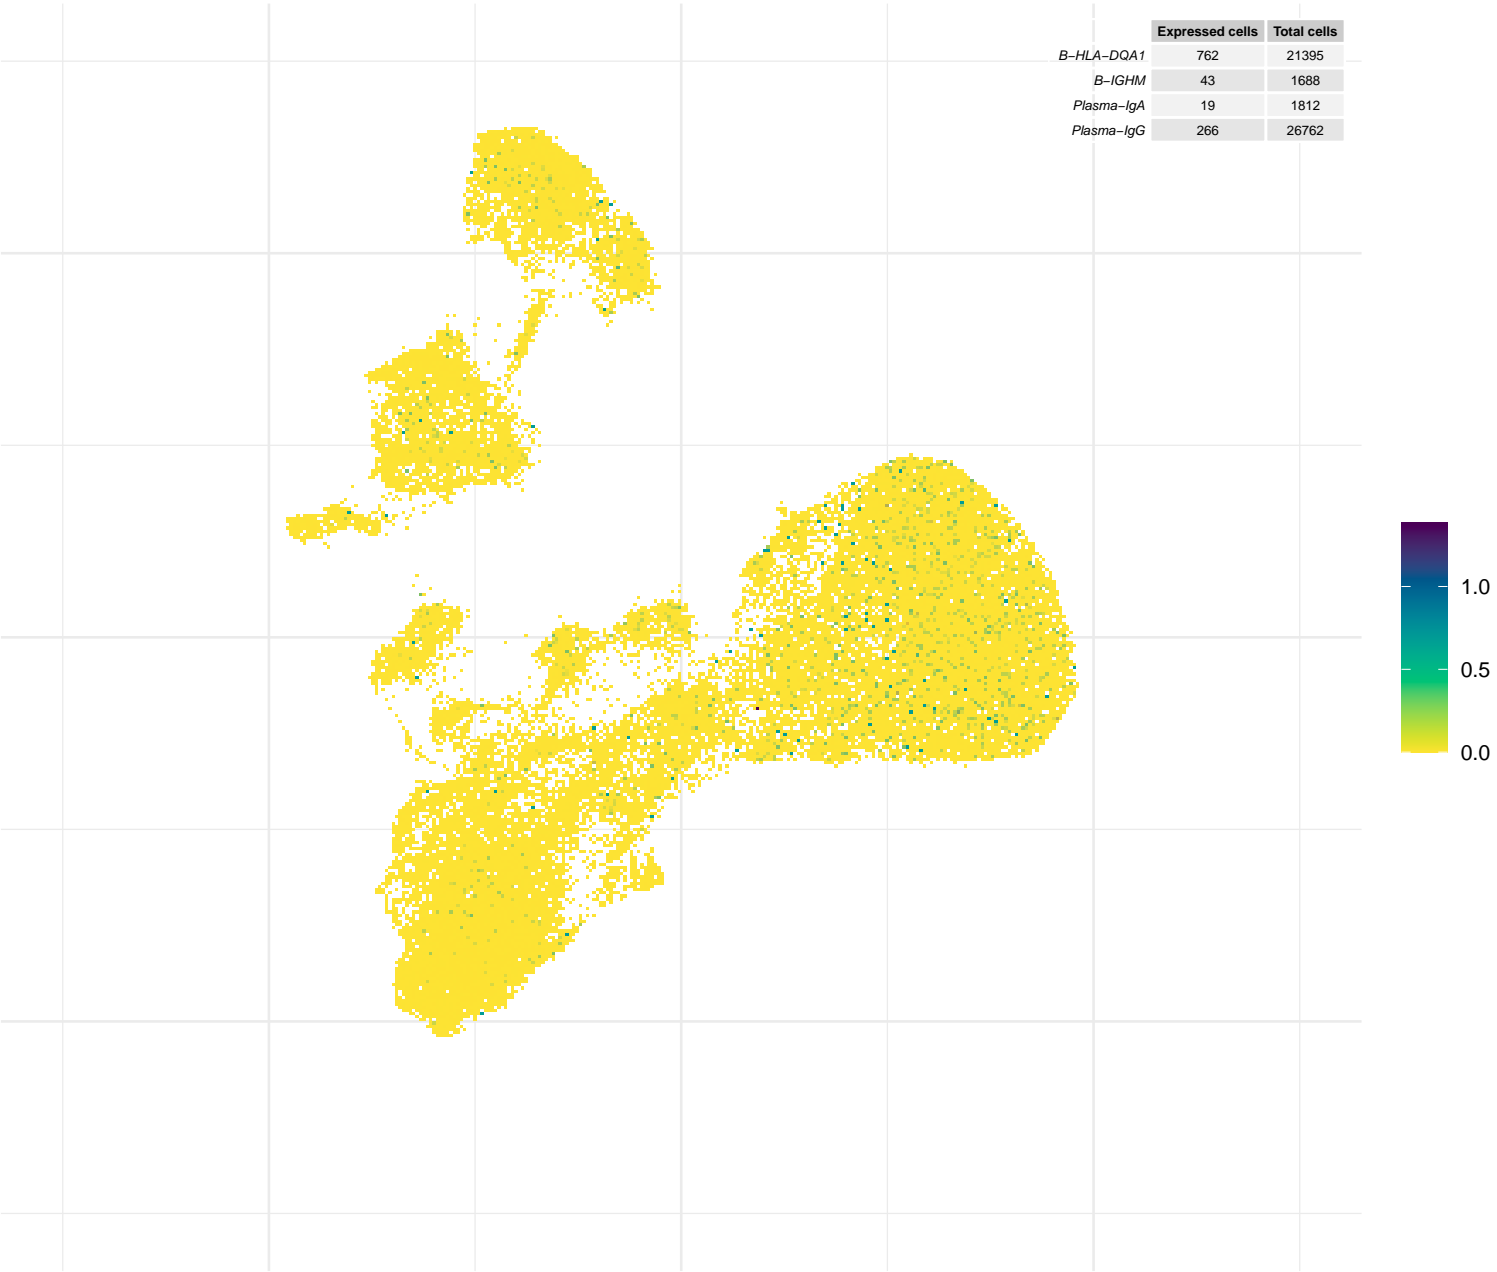 Expressed cells Total cells
B−HLA−DQA1 762 21395
B−IGHM 43 1688
Plasma−IgA 19 1812
Plasma−IgG 266 26762
1.0
0.5
0.0